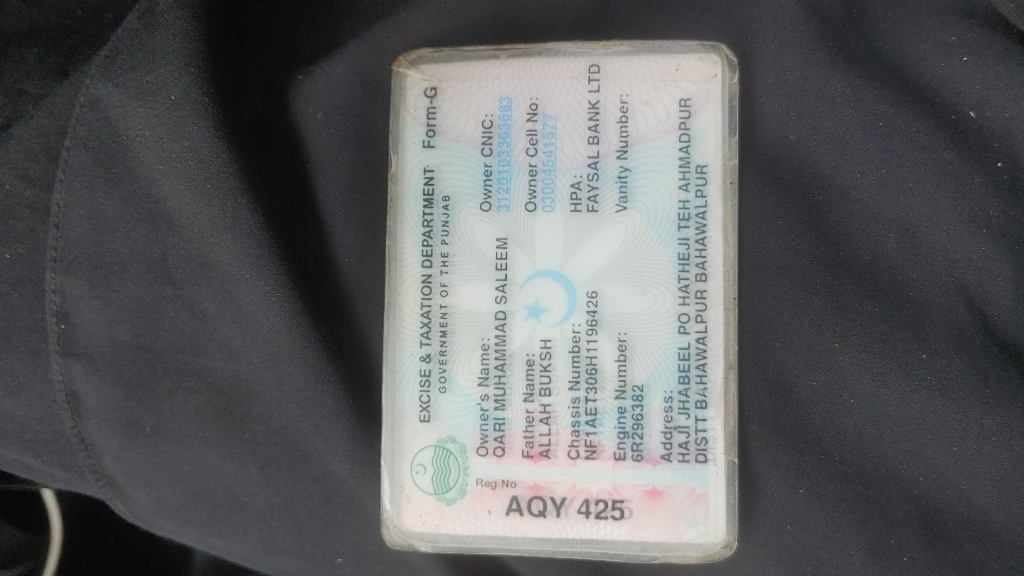 EXCISE & TAXATION DEPARTMENT Form-G
GOVERNMENT OF THE PUNJAB
Owner's Name: Owner CNIC:
QARI MUHAMMAD SALEEM 3120103363683
Father Name: Owner Cell No:
ALLAH BUKSH 03004541577
Chassis Number: HPA:
NF1AET306H1196426 FAYSAL BANK LTD
Engine Number: Vanity Number:
6R296382
Address:
HAJI JHABEEL PO HATHEJI TEH AHMADPUR
DISTT BAHAWALPUR BAHAWALPUR
Reg No
AQY 425